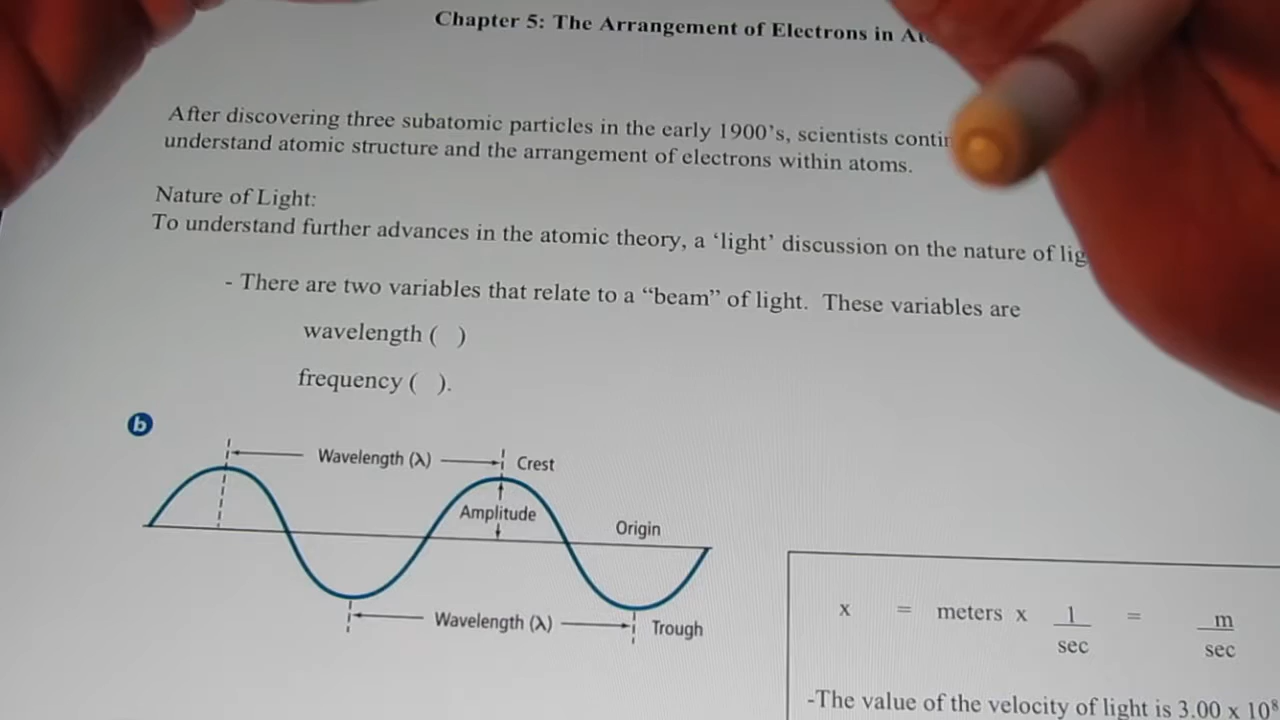 Chapter 5: The Arrangement of Electrons in
After discovering three subatomic particles in the early 1900's, scientists
understand atomic structure and the arrangement of electrons within atoms.
Nature of Light:
To understand further advances in the atomic theory, a 'light' discussion on the nature of
- There are two variables that relate to a "beam" of light. These variables are
wavelength ( )
frequency ( ).
b
Wavelength (λ)
Crest
Amplitude
Origin
Wavelength (λ)
Trough
x = meters x 1 = m
sec sec
-The value of the velocity of light is 3.00 x 10⁸